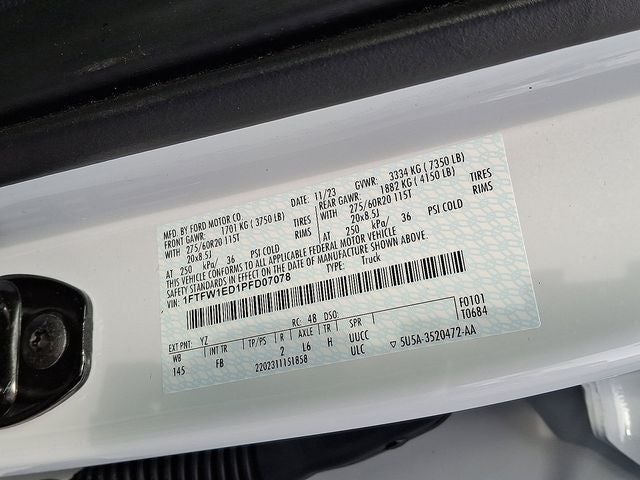 MFD. BY FORD MOTOR CO. DATE: 11/23 GVWR: 3334 KG ( 7350 LB)
FRONT GAWR: 1701 KG ( 3750 LB) REAR GAWR: 1882 KG ( 4150 LB)
WITH 275/60R20 115T TIRES WITH 275/60R20 115T TIRES
20x8.5J RIMS 20x8.5J RIMS
AT 250 kPa/ 36 PSI COLD AT 250 kPa/ 36 PSI COLD
THIS VEHICLE CONFORMS TO ALL APPLICABLE FEDERAL MOTOR VEHICLE
SAFETY STANDARDS IN EFFECT ON THE DATE OF MANUFACTURE SHOWN ABOVE.
VIN: 1FTFW1ED1PFD07078 TYPE: Truck
EXT PNT: YZ RC: 48 DSO: F0101
WB INT TR TP/PS R AXLE TR SPR T0684
145 FB 2 L6 H UUCC
2202311151858 ULC ▽ SU5A-3520472-AA